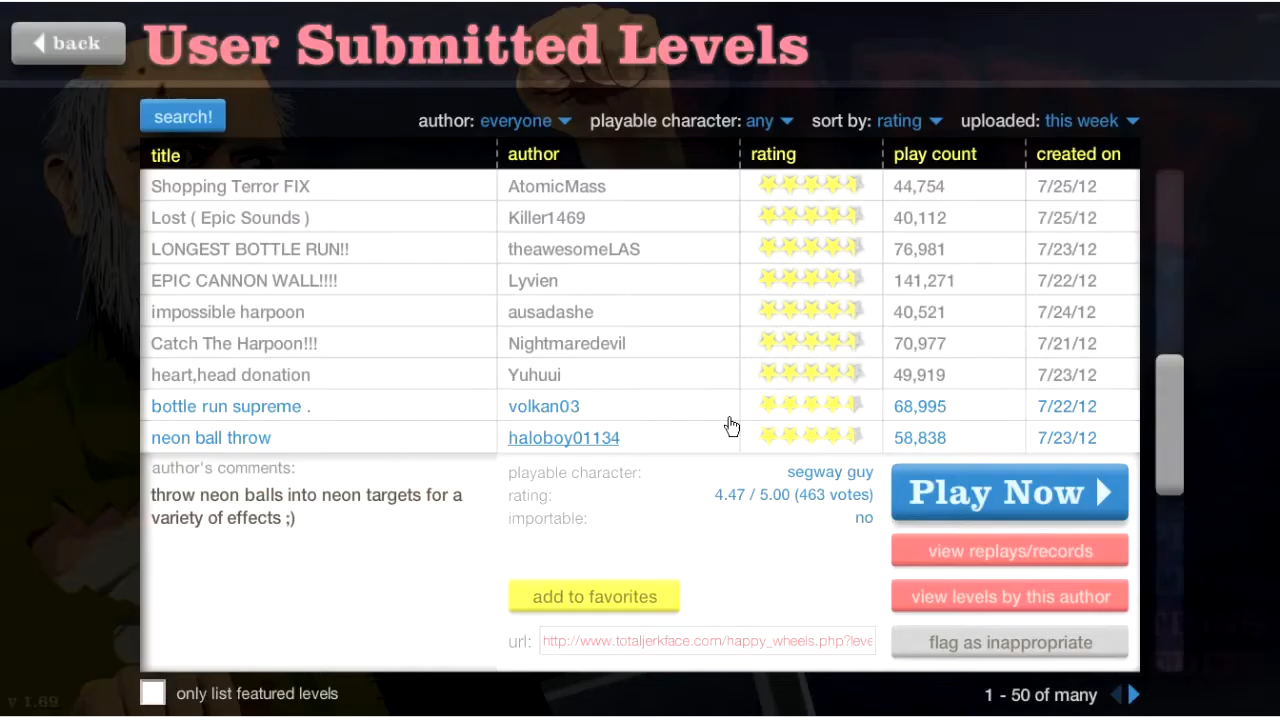 back
User Submitted Levels
search!
author: everyone playable character: any sort by: rating uploaded: this week
title author rating play count created on
Shopping Terror FIX AtomicMass 44,754 7/25/12
Lost ( Epic Sounds ) Killer1469 40,112 7/25/12
LONGEST BOTTLE RUN!! theawesomeLAS 76,981 7/23/12
EPIC CANNON WALL!!!! Lyvien 141,271 7/22/12
impossible harpoon ausadashe 40,521 7/24/12
Catch The Harpoon!!! Nightmaredevil 70,977 7/21/12
heart,head donation Yuhuui 49,919 7/23/12
bottle run supreme . volkan03 68,995 7/22/12
neon ball throw haloboy01134 58,838 7/23/12
author's comments:
throw neon balls into neon targets for a
variety of effects ;)
playable character: segway guy
rating: 4.47 / 5.00 (463 votes)
importable: no
add to favorites
url: http://www.totaljerkface.com/happy_wheels.php?leve
Play Now
view replays/records
view levels by this author
flag as inappropriate
only list featured levels
1 - 50 of many
v 1.69